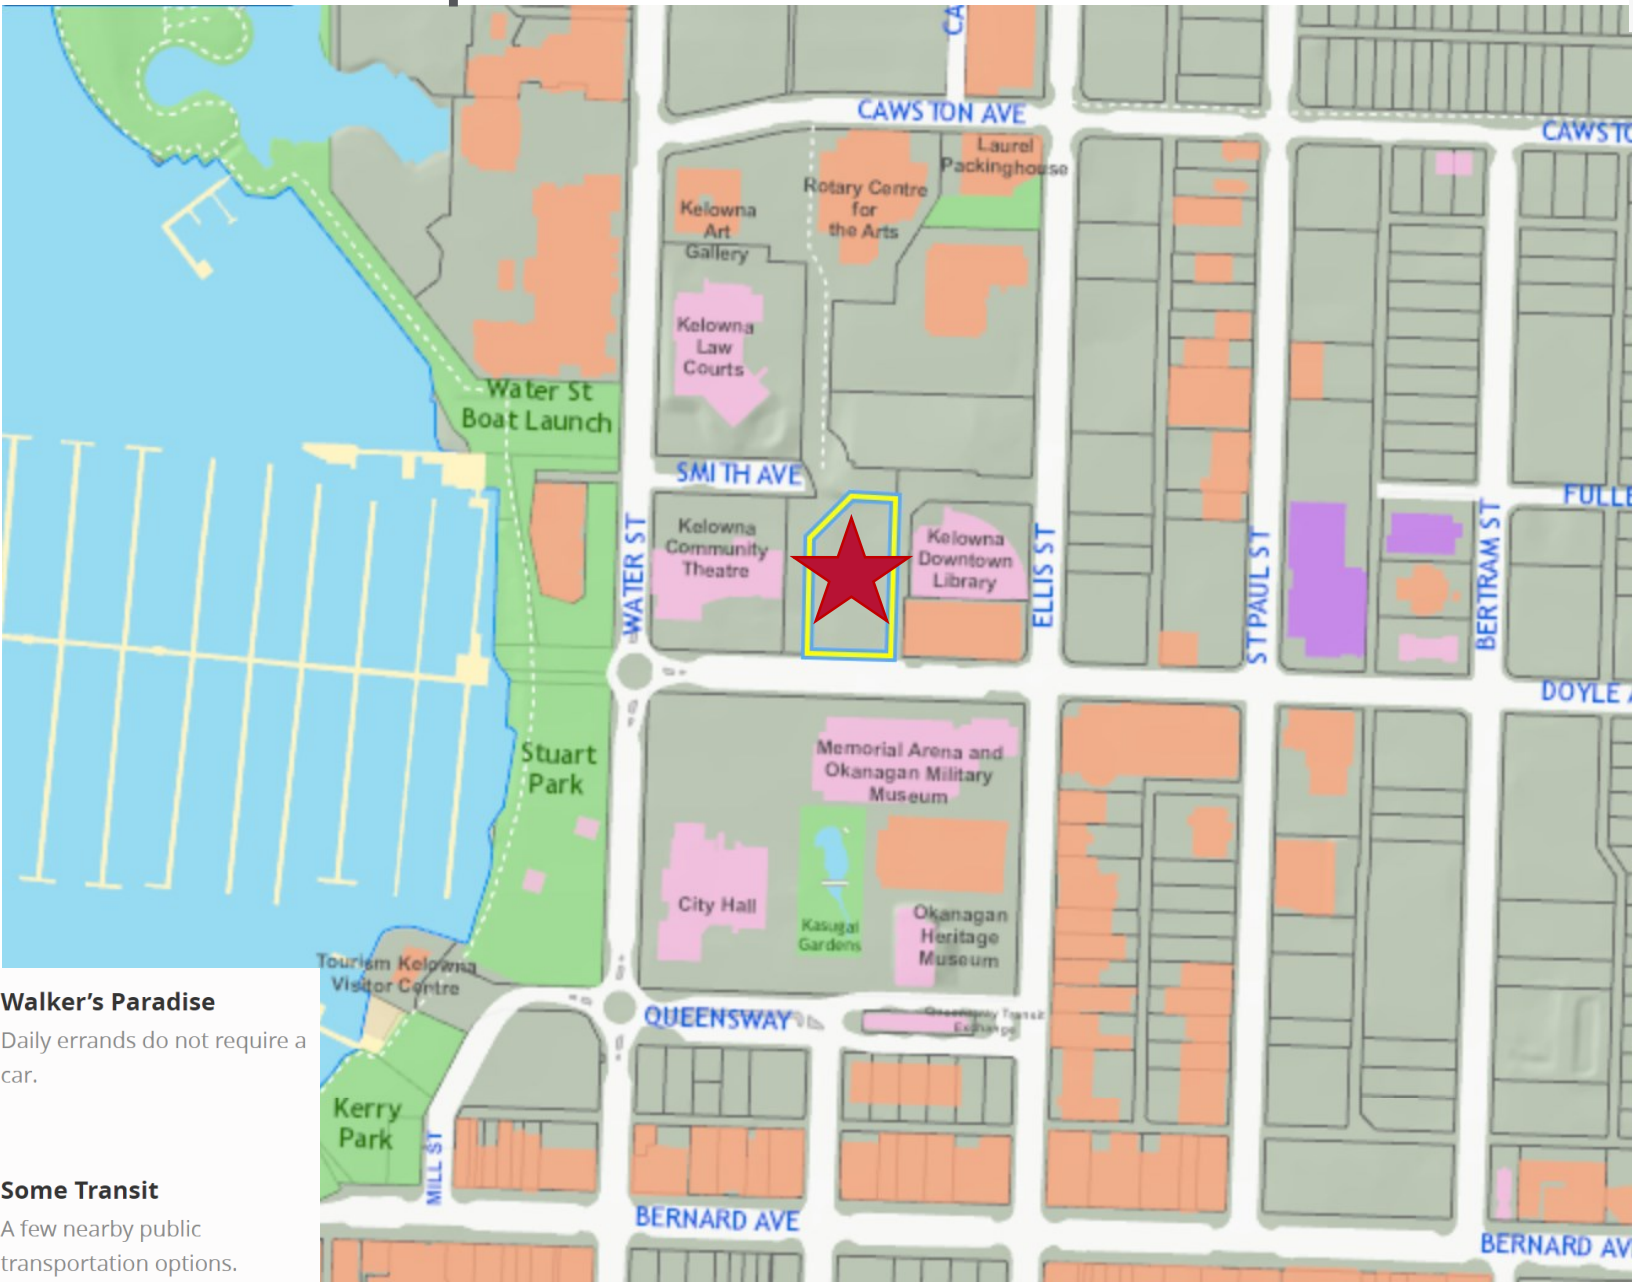 CA
CAWSTON AVE
CAWSTO
Laurel
Packinghouse
Rotary Centre
for
the Arts
Kelowna
Art
Gallery
Kelowna
Law
Courts
Water St
Boat Launch
SMITH AVE
FULLE
WATER ST
Kelowna
Community
Theatre
Kelowna
Downtown
Library
ELLIS ST
ST PAUL ST
BERTRAM ST
DOYLE A
Stuart
Park
Memorial Arena and
Okanagan Military
Museum
City Hall
Kasugai
Gardens
Okanagan
Heritage
Museum
Tourism Kelowna
Visitor Centre
QUEENSWAY
Queensway Transit
Exchange
Kerry
Park
MILL ST
BERNARD AVE
BERNARD AV
Walker’s Paradise
Daily errands do not require a
car.
Some Transit
A few nearby public
transportation options.